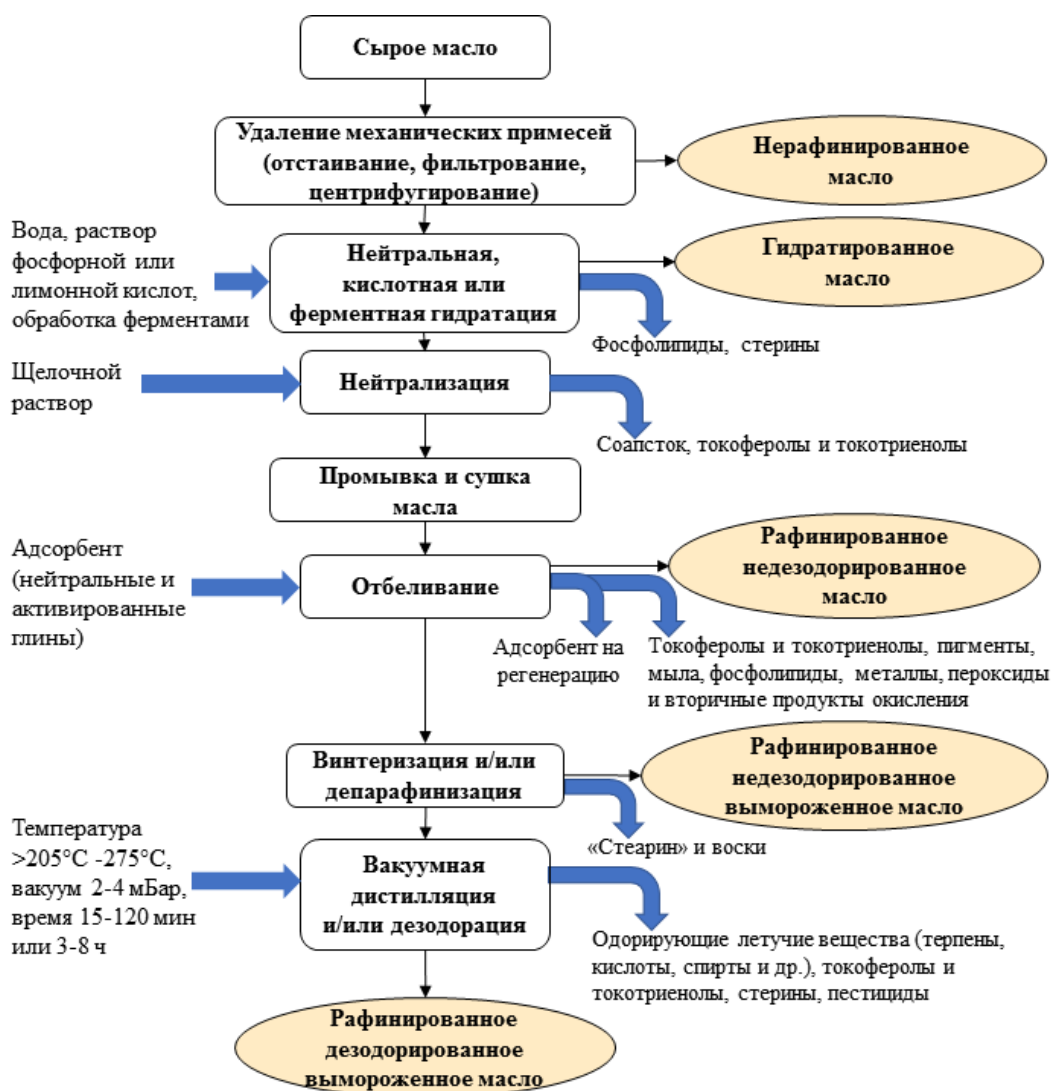 Сырое масло
Удаление механических примесей
(отстаивание, фильтрование,
центрифугирование)
Нерафинированное
масло
Вода, раствор
фосфорной или
лимонной кислот,
обработка ферментами
Нейтральная,
кислотная или
ферментная гидратация
Гидратированное
масло
Фосфолипиды, стерины
Щелочной
раствор
Нейтрализация
Соапсток, токоферолы и токотриенолы
Промывка и сушка
масла
Адсорбент
(нейтральные и
активированные
глины)
Отбеливание
Рафинированное
недезодорированное
масло
Адсорбент на
регенерацию
Токоферолы и токотриенолы, пигменты,
мыла, фосфолипиды, металлы, пероксиды
и вторичные продукты окисления
Винтеризация и/или
депарафинизация
Рафинированное
недезодорированное
вымороженное масло
«Стеарин» и воски
Температура
>205°С -275°С,
вакуум 2-4 мБар,
время 15-120 мин
или 3-8 ч
Вакуумная
дистилляция
и/или дезодорация
Одорирующие летучие вещества (терпены,
кислоты, спирты и др.), токоферолы и
токотриенолы, стерины, пестициды
Рафинированное
дезодорированное
вымороженное масло